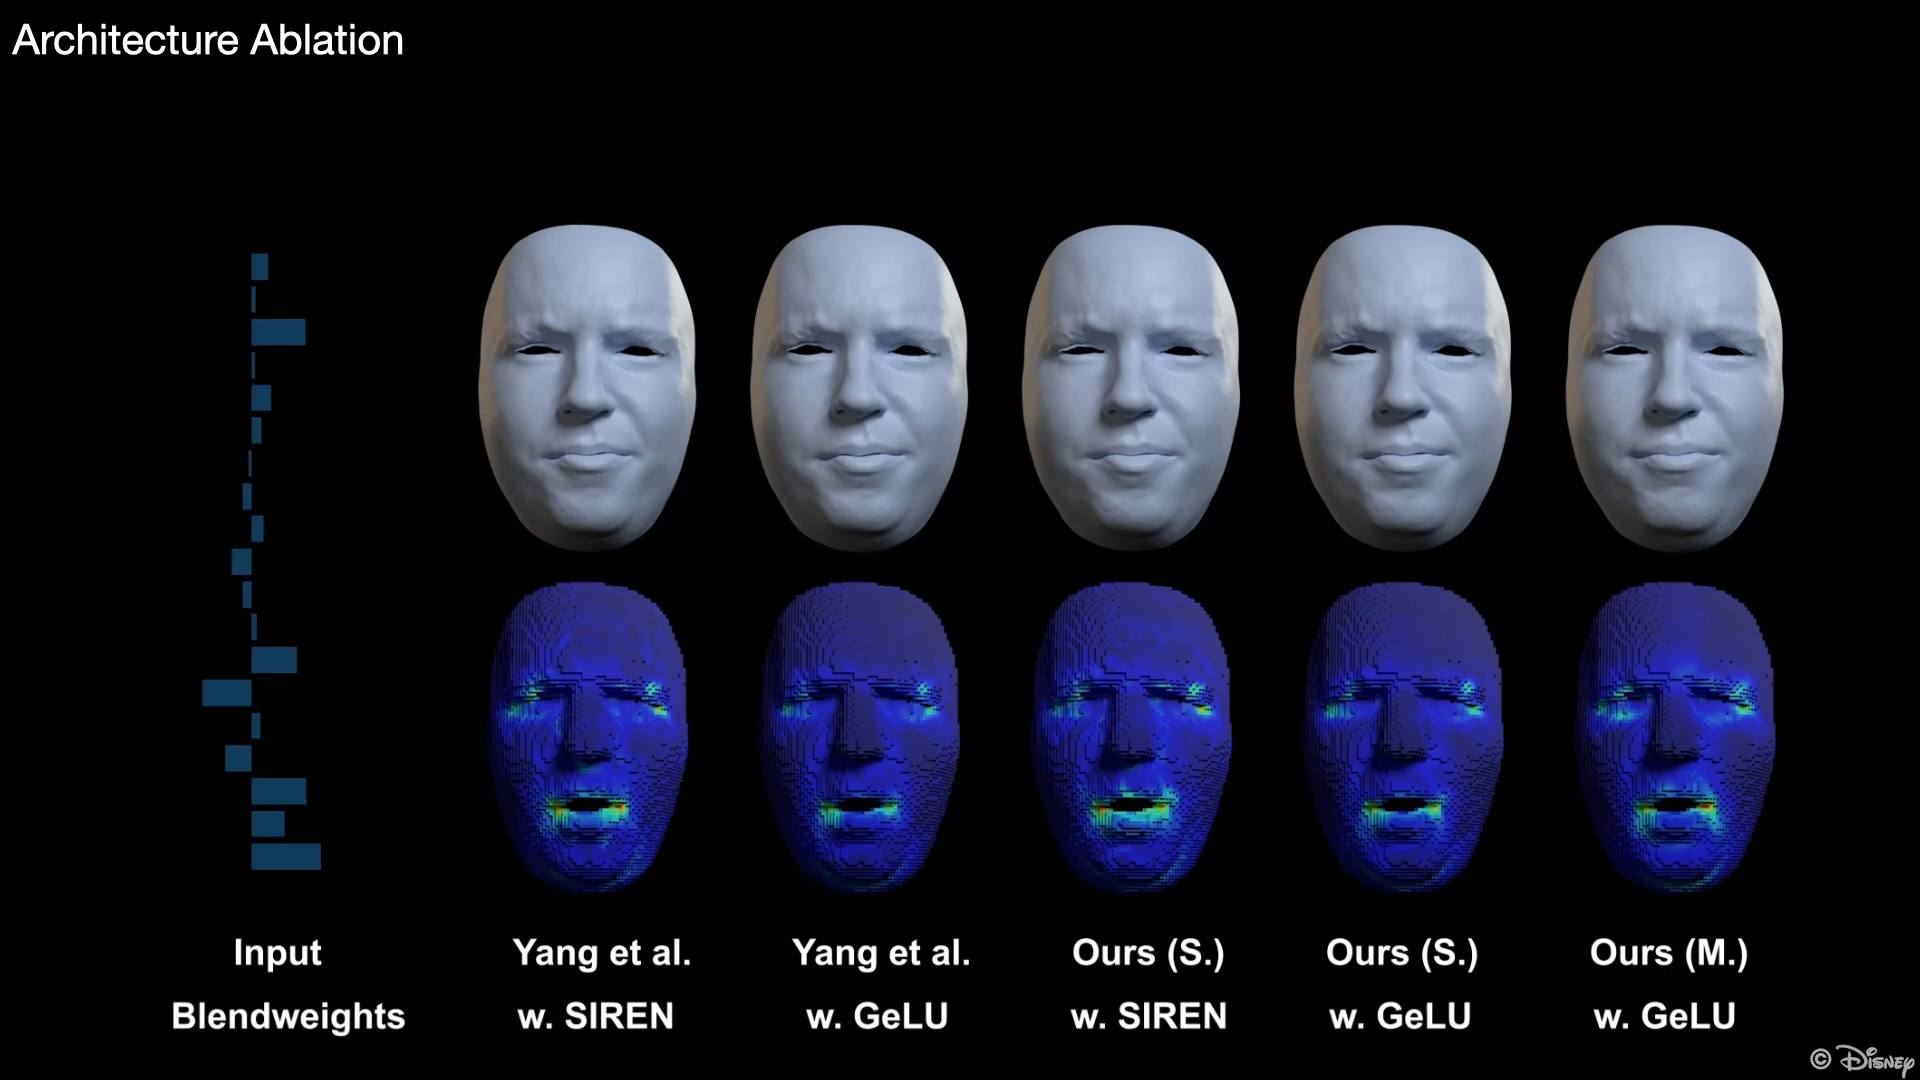 Architecture Ablation
Input
Blendweights
Yang et al.
w. SIREN
Yang et al.
w. GeLU
Ours (S.)
w. SIREN
Ours (S.)
w. GeLU
Ours (M.)
w. GeLU
© Disney